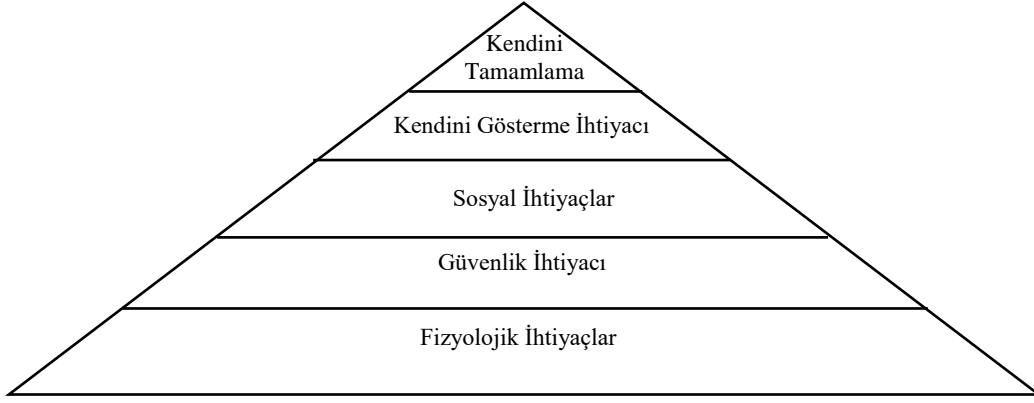 Kendini
Tamamlama
Kendini Gösterme İhtiyacı
Sosyal İhtiyaçlar
Güvenlik İhtiyacı
Fizyolojik İhtiyaçlar